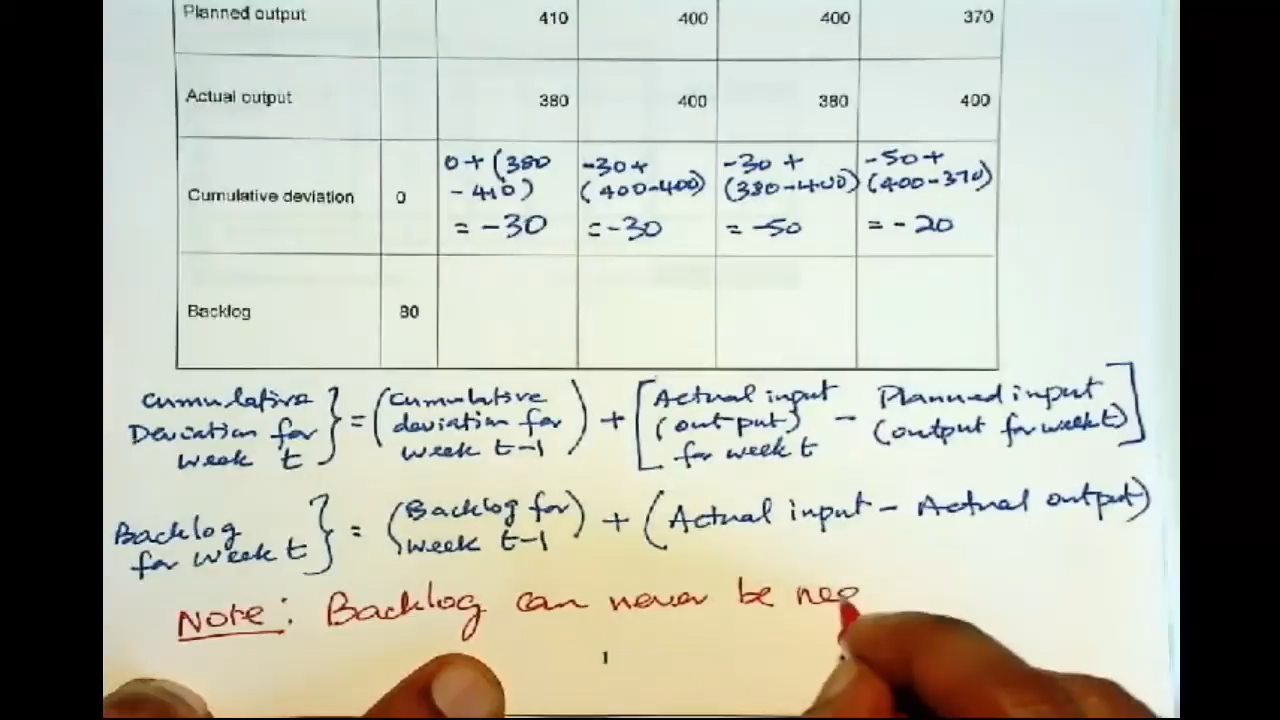 Planned output 410 400 400 370
Actual output 380 400 380 400
Cumulative deviation 0 0 + (380 - 410) = -30 -30 + (400-400) = -30 -30 + (380-400) = -50 -50 + (400-370) = - 20
Backlog 80
Cumulative Deviation for week t } = (Cumulative deviation for week t-1) + [Actual input (output) for week t - Planned input (output for week t)]
Backlog for week t } = (Backlog for week t-1) + (Actual input - Actual output)
Note: Backlog can never be neg
1